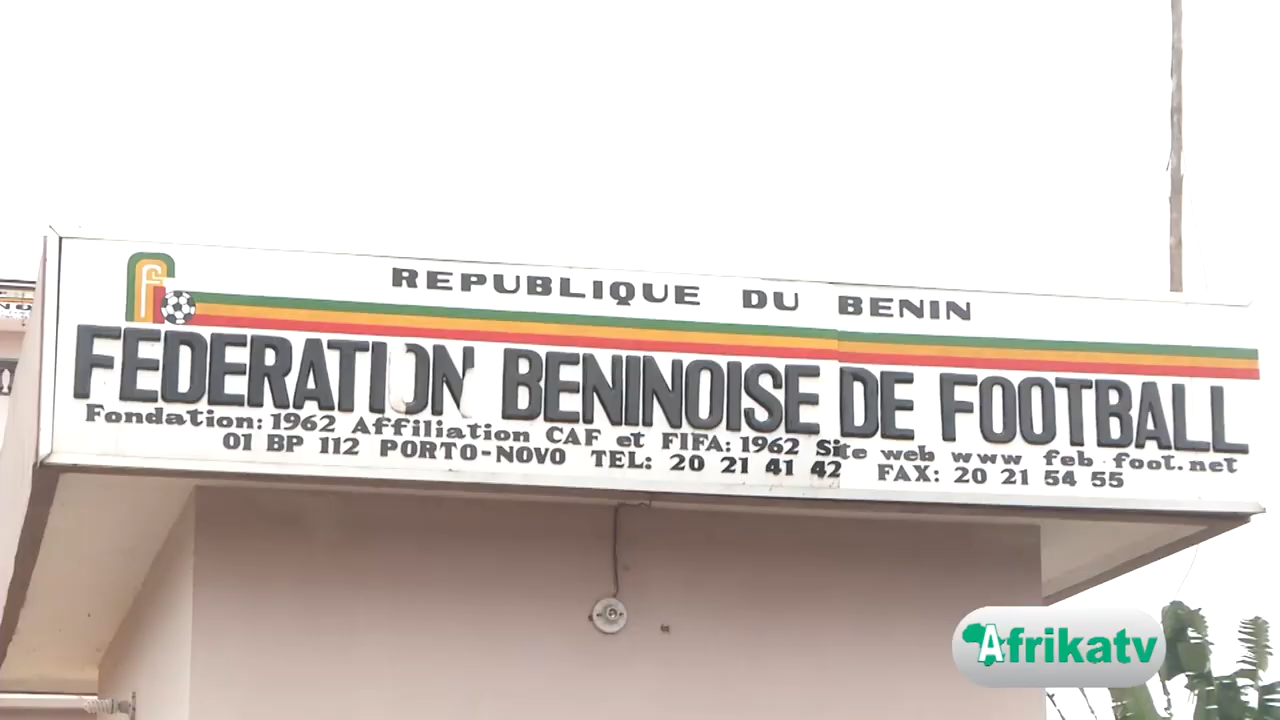 REPUBLIQUE DU BENIN
FEDERATION BENINOISE DE FOOTBALL
Fondation: 1962 Affiliation CAF et FIFA: 1962 Site web www feb foot.net
01 BP 112 PORTO-NOVO TEL: 20 21 41 42 FAX: 20 21 54 55
Afrikatv